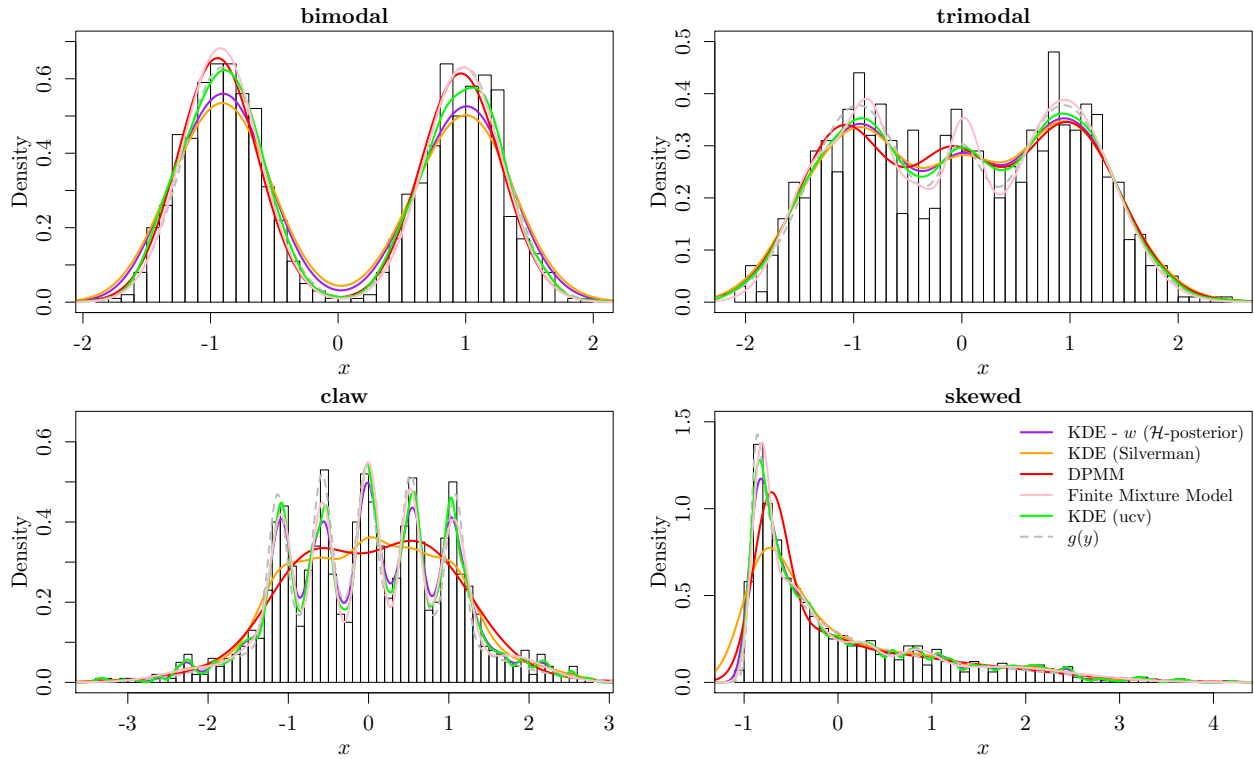 bimodal
Density
0.0 0.2 0.4 0.6
-2 -1 0 1 2
x
trimodal
Density
0.0 0.1 0.2 0.3 0.4 0.5
-2 -1 0 1 2
x
claw
Density
0.0 0.2 0.4 0.6
-3 -2 -1 0 1 2 3
x
skewed
Density
0.0 0.5 1.0 1.5
-1 0 1 2 3 4
x
KDE - w (ℋ-posterior)
KDE (Silverman)
DPMM
Finite Mixture Model
KDE (ucv)
g(y)